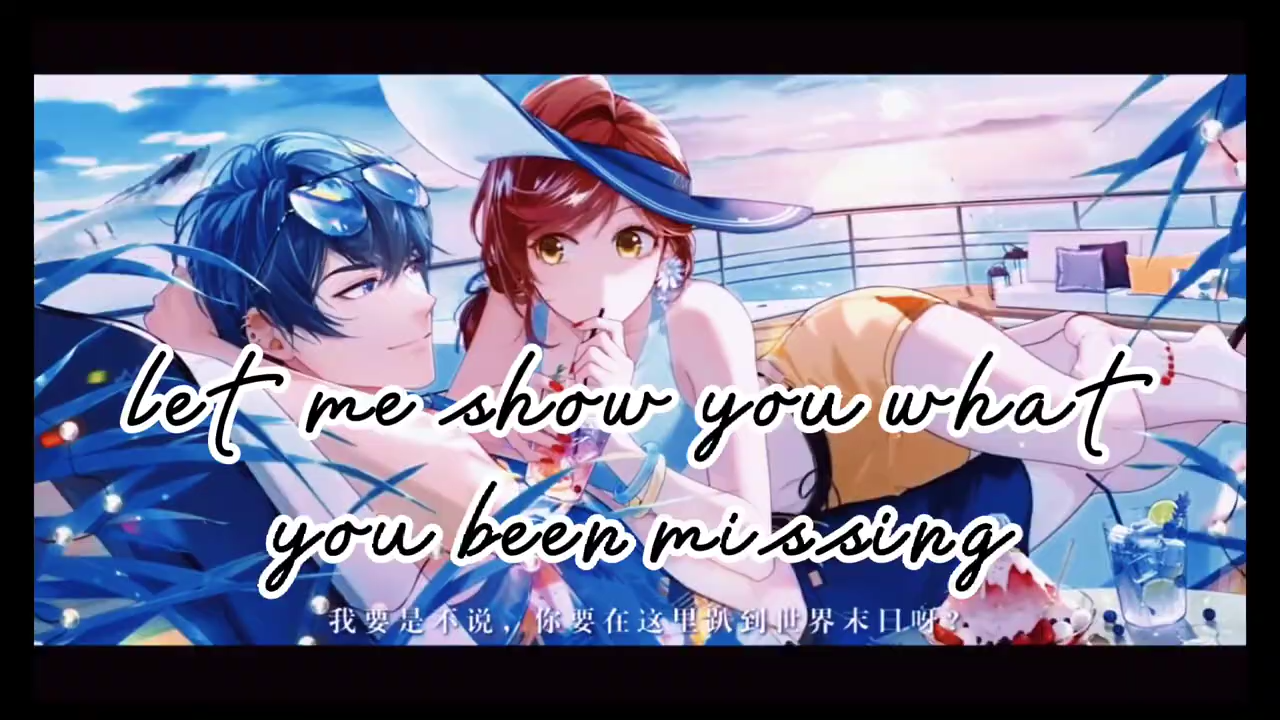 let me show you what
you been missing
我要是不说，你要在这里趴到世界末日呀？